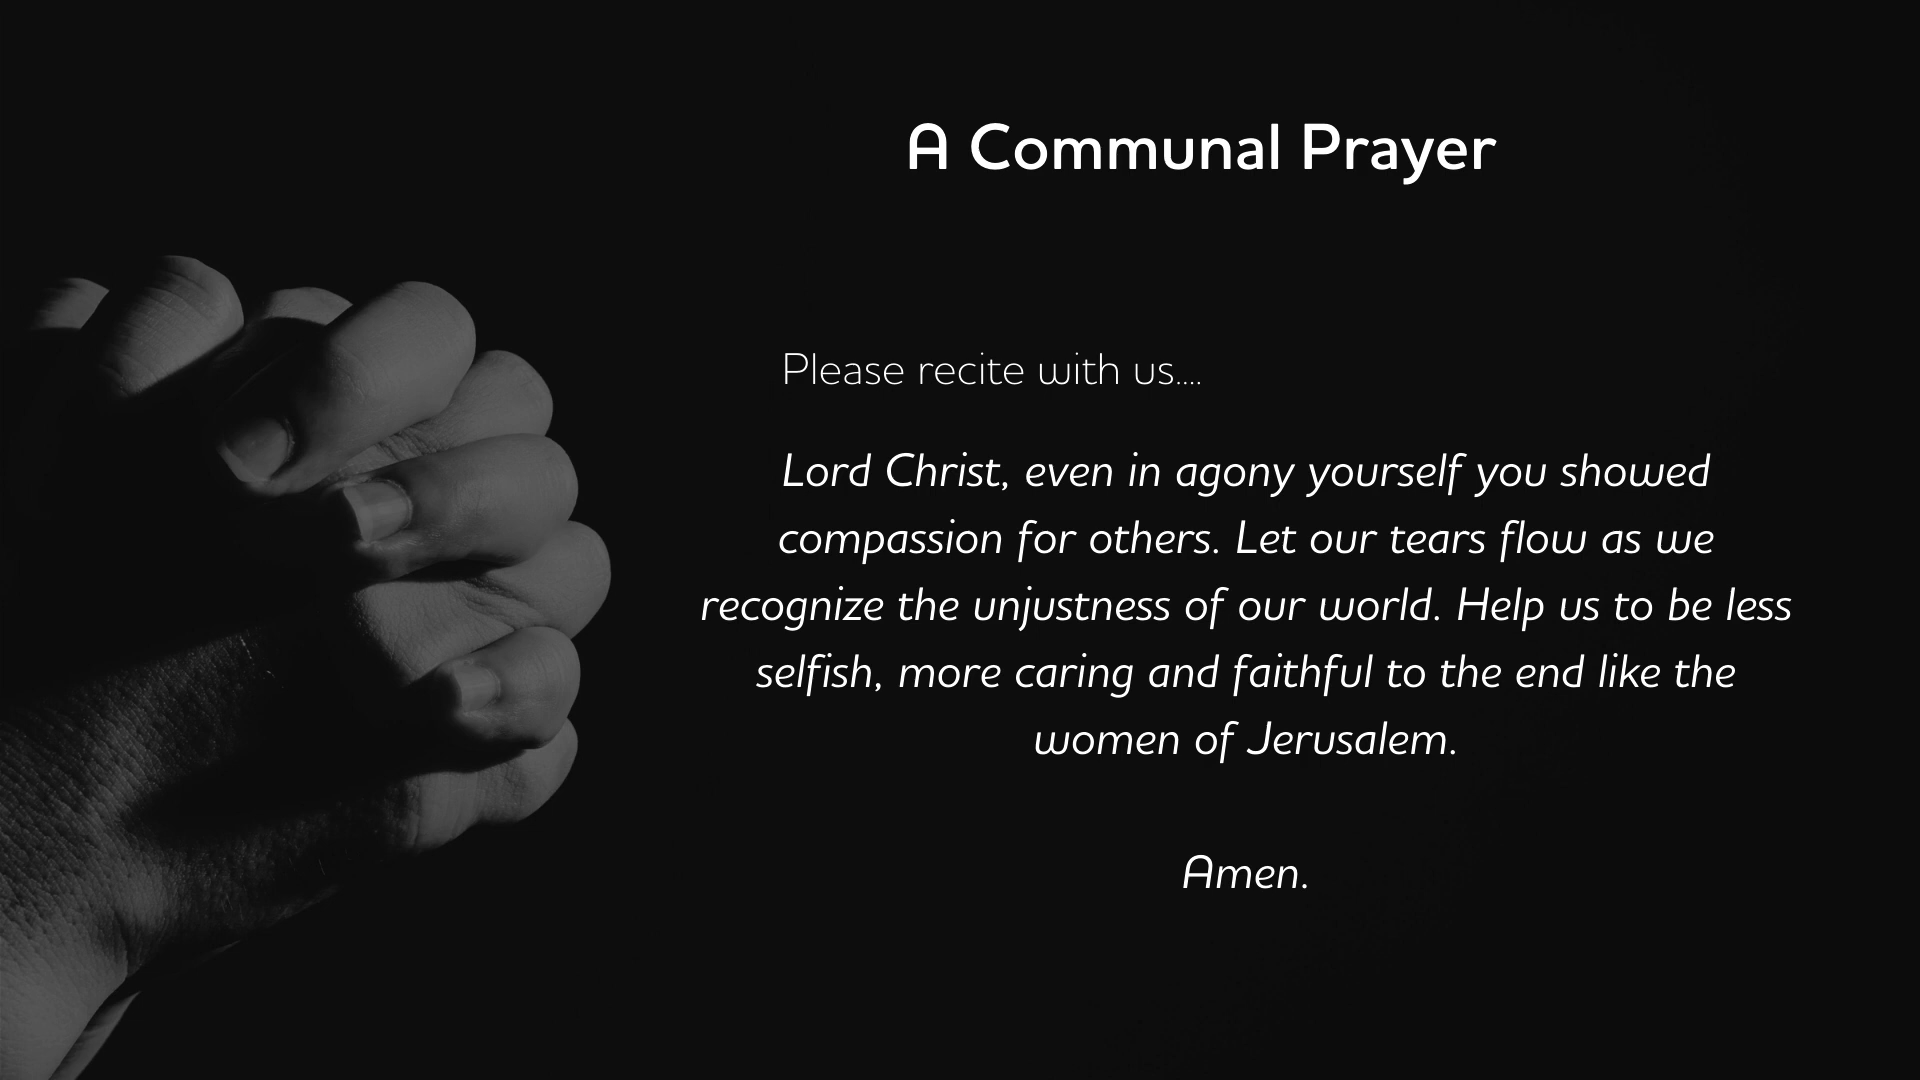 A Communal Prayer
Please recite with us....
Lord Christ, even in agony yourself you showed
compassion for others. Let our tears flow as we
recognize the unjustness of our world. Help us to be less
selfish, more caring and faithful to the end like the
women of Jerusalem.
Amen.